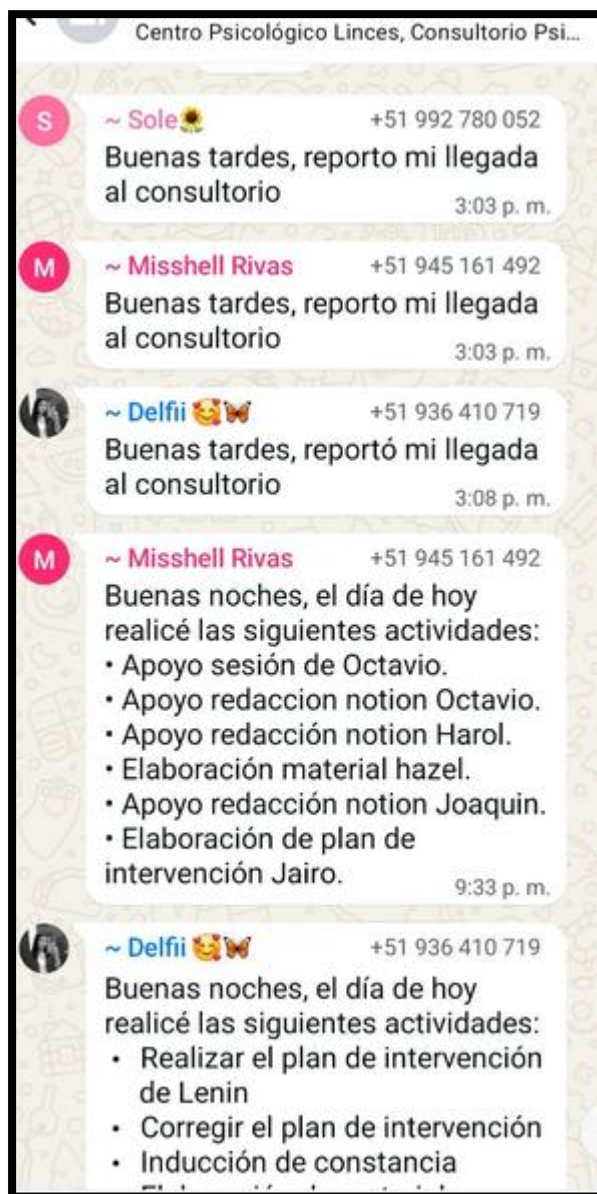 Centro Psicológico Linces, Consultorio Psi...
S ~ Sole🌻 +51 992 780 052
Buenas tardes, reporto mi llegada
al consultorio
3:03 p. m.
M ~ Misshell Rivas +51 945 161 492
Buenas tardes, reporto mi llegada
al consultorio
3:03 p. m.
~ Delfii 🥰🦋 +51 936 410 719
Buenas tardes, reportó mi llegada
al consultorio
3:08 p. m.
M ~ Misshell Rivas +51 945 161 492
Buenas noches, el día de hoy
realicé las siguientes actividades:
• Apoyo sesión de Octavio.
• Apoyo redaccion notion Octavio.
• Apoyo redacción notion Harol.
• Elaboración material hazel.
• Apoyo redacción notion Joaquin.
• Elaboración de plan de
intervención Jairo.
9:33 p. m.
~ Delfii 🥰🦋 +51 936 410 719
Buenas noches, el día de hoy
realicé las siguientes actividades:
• Realizar el plan de intervención
de Lenin
• Corregir el plan de intervención
• Inducción de constancia